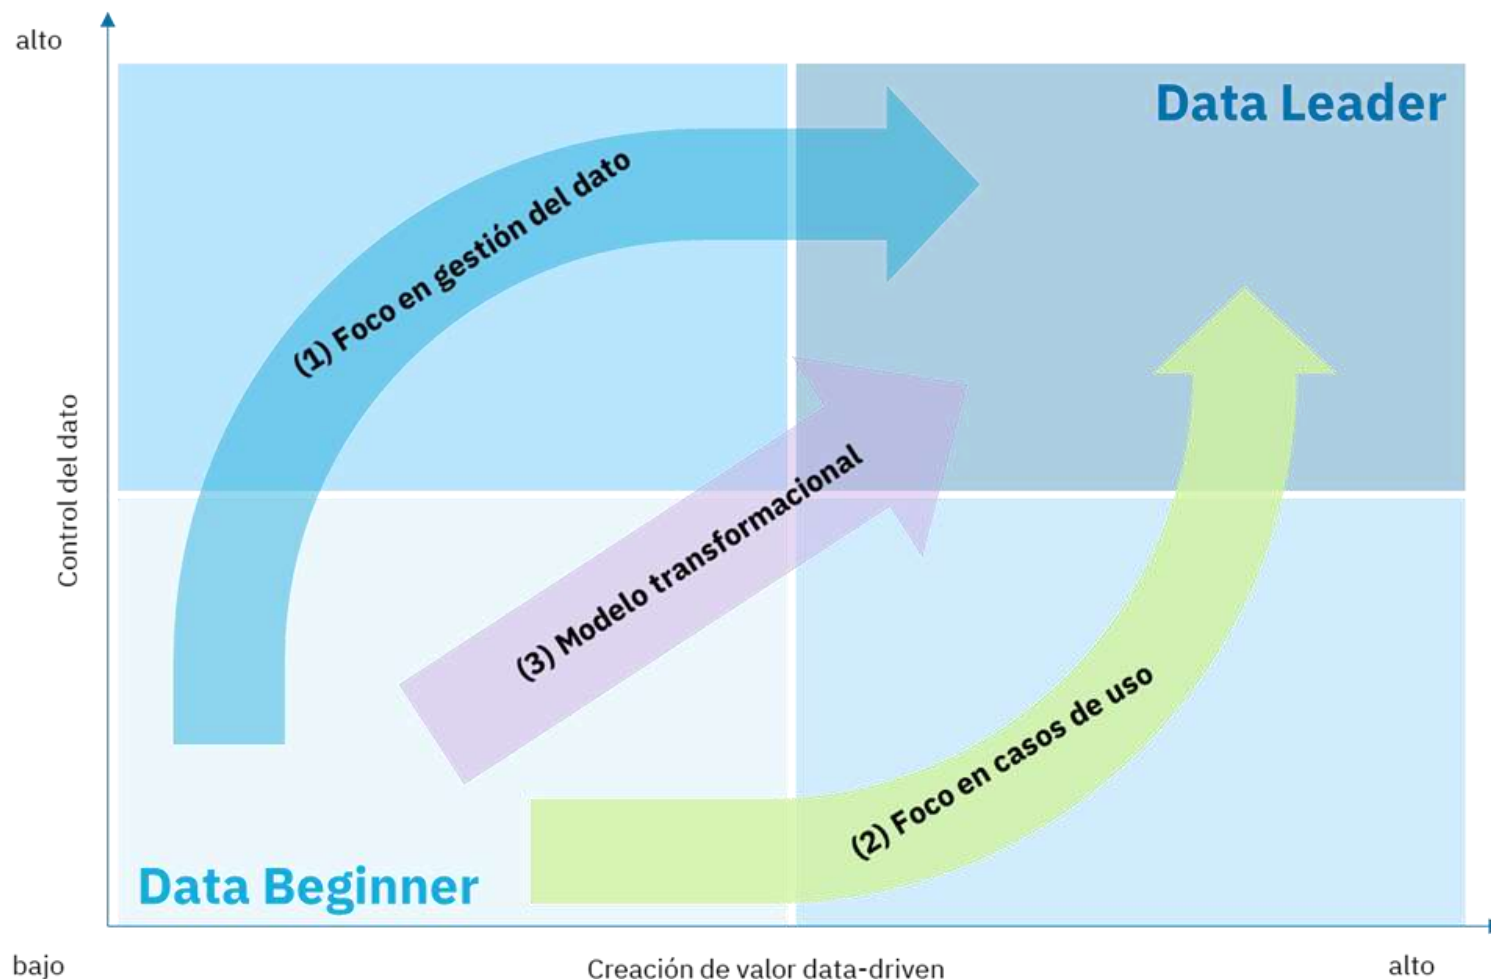 alto
Data Leader
(1) Foco en gestión del dato
Control del dato
(3) Modelo transformacional
(2) Foco en casos de uso
Data Beginner
bajo
Creación de valor data-driven
alto